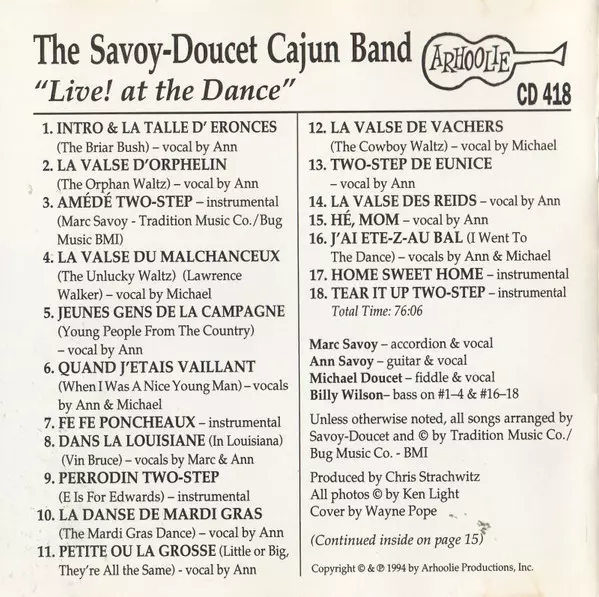 The Savoy-Doucet Cajun Band
"Live! at the Dance"
ARHOOLIE
CD 418
1. INTRO & LA TALLE D' ERONCES
(The Briar Bush) – vocal by Ann
2. LA VALSE D'ORPHELIN
(The Orphan Waltz) – vocal by Ann
3. AMÉDÉ TWO-STEP – instrumental
(Marc Savoy - Tradition Music Co./Bug
Music BMI)
4. LA VALSE DU MALCHANCEUX
(The Unlucky Waltz) (Lawrence
Walker) – vocal by Michael
5. JEUNES GENS DE LA CAMPAGNE
(Young People From The Country)
– vocal by Ann
6. QUAND J'ETAIS VAILLANT
(When I Was A Nice Young Man) – vocals
by Ann & Michael
7. FE FE PONCHEAUX – instrumental
8. DANS LA LOUISIANE (In Louisiana)
(Vin Bruce) – vocals by Marc & Ann
9. PERRODIN TWO-STEP
(E Is For Edwards) – instrumental
10. LA DANSE DE MARDI GRAS
(The Mardi Gras Dance) – vocal by Ann
11. PETITE OU LA GROSSE (Little or Big,
They're All the Same) - vocal by Ann
12. LA VALSE DE VACHERS
(The Cowboy Waltz) – vocal by Michael
13. TWO-STEP DE EUNICE
– vocal by Ann
14. LA VALSE DES REIDS – vocal by Ann
15. HÉ, MOM – vocal by Ann
16. J'AI ETE-Z-AU BAL (I Went To
The Dance) – vocals by Ann & Michael
17. HOME SWEET HOME – instrumental
18. TEAR IT UP TWO-STEP – instrumental
Total Time: 76:06
Marc Savoy – accordion & vocal
Ann Savoy – guitar & vocal
Michael Doucet – fiddle & vocal
Billy Wilson– bass on #1–4 & #16–18
Unless otherwise noted, all songs arranged by
Savoy-Doucet and © by Tradition Music Co./
Bug Music Co. - BMI
Produced by Chris Strachwitz
All photos © by Ken Light
Cover by Wayne Pope
(Continued inside on page 15)
Copyright © & ℗ 1994 by Arhoolie Productions, Inc.